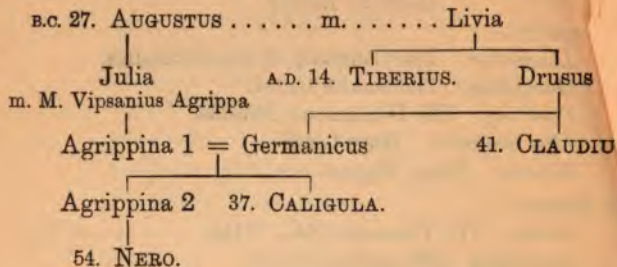 B.C. 27. AUGUSTUS . . . . . . m. . . . . . . . Livia
Julia A.D. 14. TIBERIUS. Drusus
m. M. Vipsanius Agrippa
Agrippina 1 = Germanicus 41. CLAUDIU
Agrippina 2 37. CALIGULA.
54. NERO.